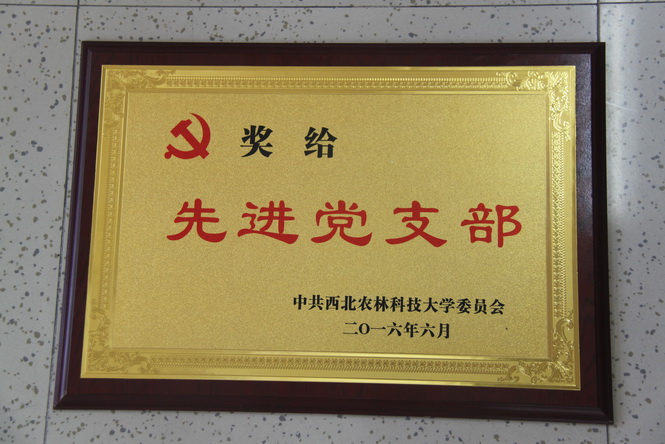 奖给
先进党支部
中共西北农林科技大学委员会
二〇一六年六月